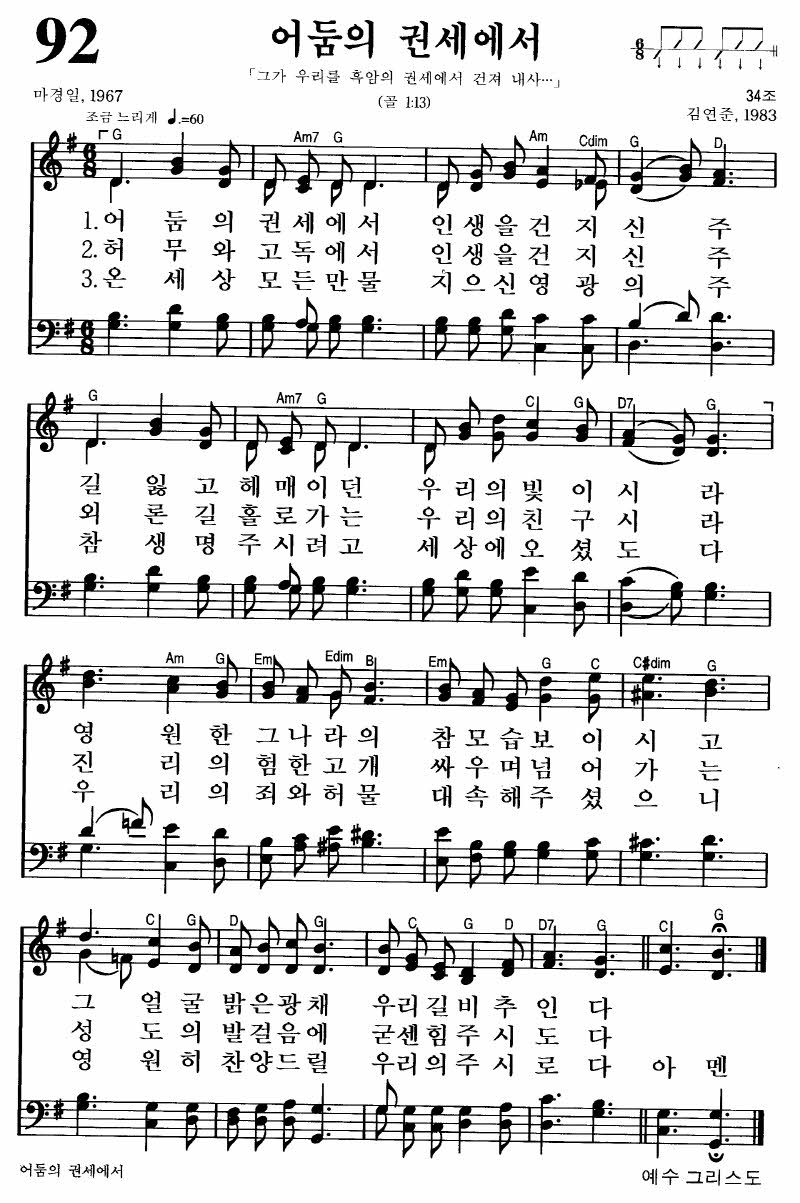 92
어둠의 권세에서
「그가 우리를 흑암의 권세에서 건져 내사…」
(골 1:13)
6/8
마경일, 1967
34조
조금 느리게 ♩.=60
김연준, 1983
G Am7 G Am Cdim G D
1.어 둠 의 권 세 에 서 인 생 을 건 지 신 주
2.허 무 와 고 독 에 서 인 생 을 건 지 신 주
3.온 세 상 모 든 만 물 지 으 신 영 광 의 주
G Am7 G C G D7 G
길 잃 고 헤 매 이 던 우 리 의 빛 이 시 라
외 론 길 홀 로 가 는 우 리 의 친 구 시 라
참 생 명 주 시 려 고 세 상 에 오 셨 도 다
Am G Em Edim B Em G C C#dim G
영 원 한 그 나 라 의 참 모 습 보 이 시 고
진 리 의 험 한 고 개 싸 우 며 넘 어 가 는
우 리 의 죄 와 허 물 대 속 해 주 셨 으 니
C G D G C G D D7 G C G
그 얼 굴 밝 은 광 채 우 리 길 비 추 인 다
성 도 의 발 걸 음 에 굳 센 힘 주 시 도 다
영 원 히 찬 양 드 릴 우 리 의 주 시 로 다 아 멘
어둠의 권세에서
예수 그리스도